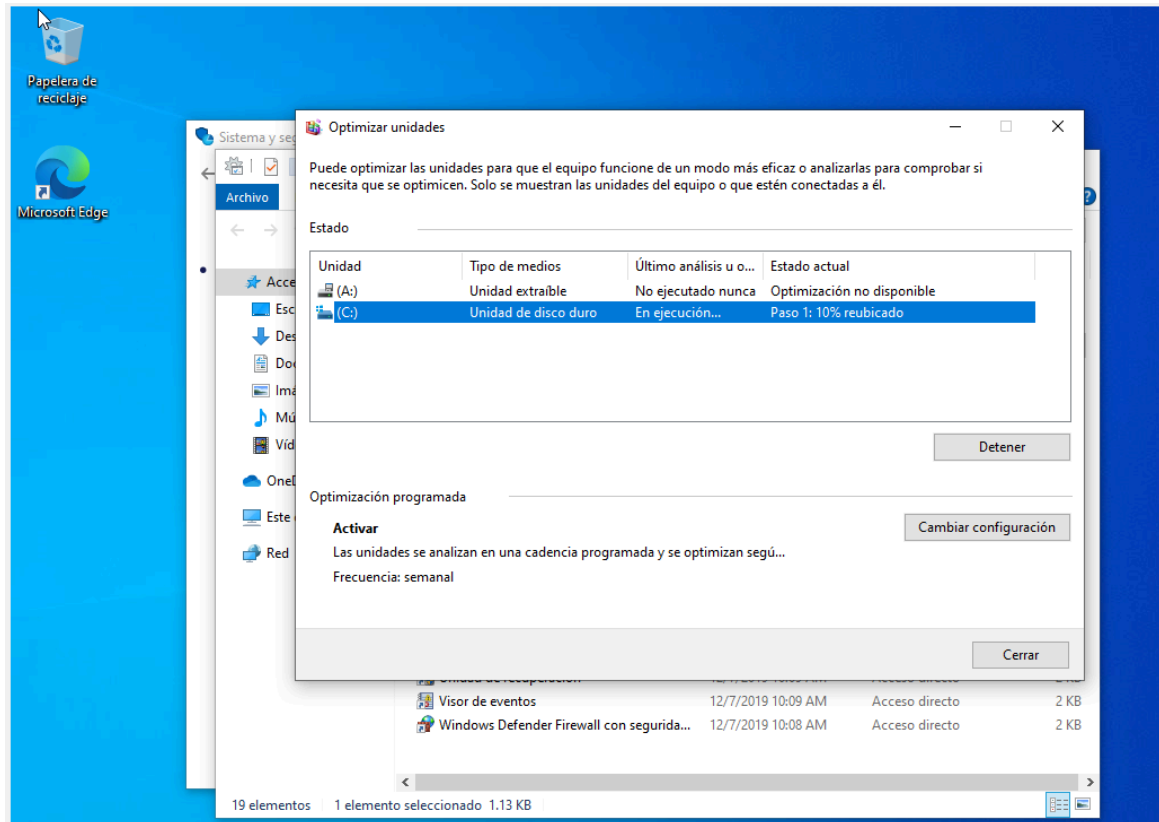 Papelera de
reciclaje
Microsoft Edge
Sistema y seg
Archivo
Acce
Esc
Des
Doc
Imá
Mú
Víd
OneD
Este
Red
Optimizar unidades
Puede optimizar las unidades para que el equipo funcione de un modo más eficaz o analizarlas para comprobar si
necesita que se optimicen. Solo se muestran las unidades del equipo o que estén conectadas a él.
Estado
Unidad Tipo de medios Último análisis u o... Estado actual
(A:) Unidad extraíble No ejecutado nunca Optimización no disponible
(C:) Unidad de disco duro En ejecución... Paso 1: 10% reubicado
Detener
Optimización programada
Activar
Cambiar configuración
Las unidades se analizan en una cadencia programada y se optimizan segú...
Frecuencia: semanal
Cerrar
Visor de eventos 12/7/2019 10:09 AM Acceso directo 2 KB
Windows Defender Firewall con segurida... 12/7/2019 10:08 AM Acceso directo 2 KB
19 elementos 1 elemento seleccionado 1.13 KB